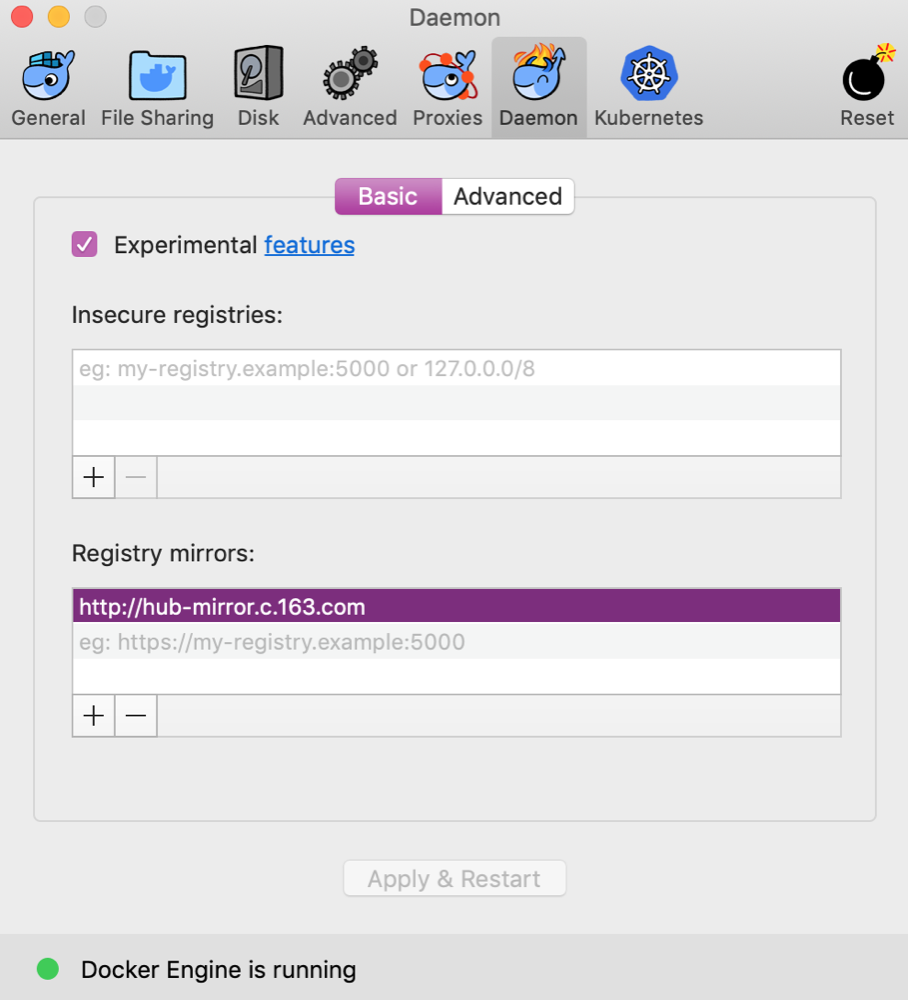 Daemon
General File Sharing Disk Advanced Proxies Daemon Kubernetes Reset
Basic Advanced
Experimental features
Insecure registries:
eg: my-registry.example:5000 or 127.0.0.0/8
Registry mirrors:
http://hub-mirror.c.163.com
eg: https://my-registry.example:5000
Apply & Restart
Docker Engine is running